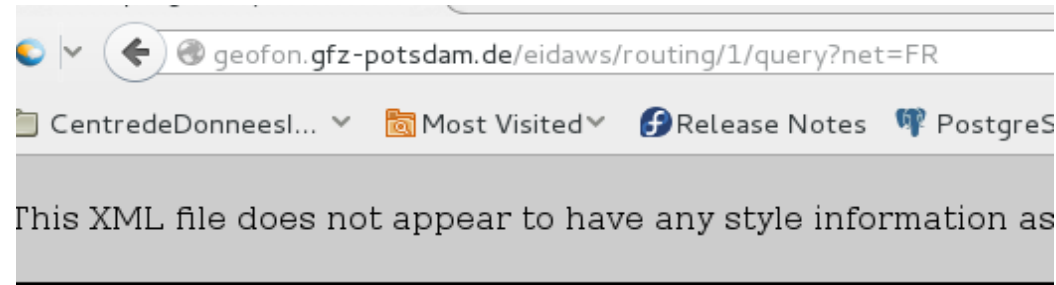 geofon.gfz-potsdam.de/eidaws/routing/1/query?net=FR
CentredeDonneesI... Most Visited Release Notes PostgreS
This XML file does not appear to have any style information as